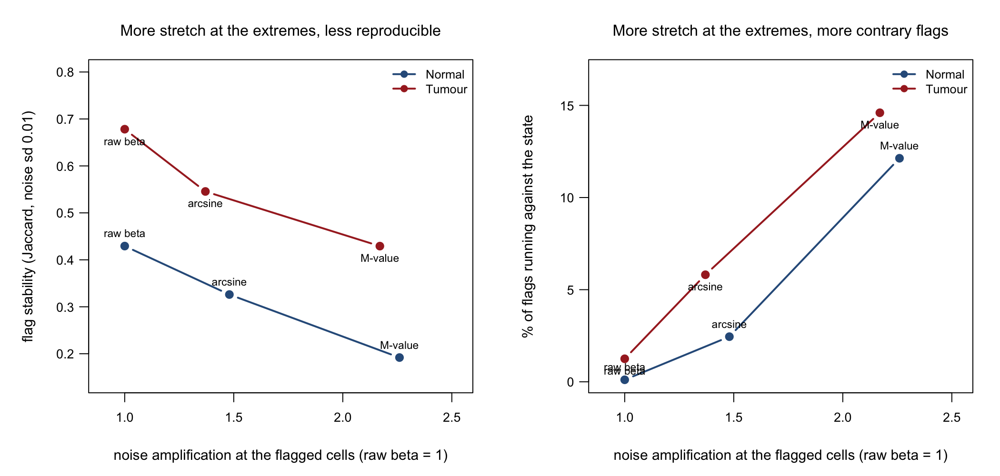 More stretch at the extremes, less reproducible
flag stability (Jaccard, noise sd 0.01)
0.8
0.7
0.6
0.5
0.4
0.3
0.2
Normal
Tumour
raw beta
arcsine
M-value
raw beta
arcsine
M-value
1.0 1.5 2.0 2.5
noise amplification at the flagged cells (raw beta = 1)
More stretch at the extremes, more contrary flags
% of flags running against the state
15
10
5
0
Normal
Tumour
M-value
M-value
arcsine
arcsine
raw beta
raw beta
1.0 1.5 2.0 2.5
noise amplification at the flagged cells (raw beta = 1)